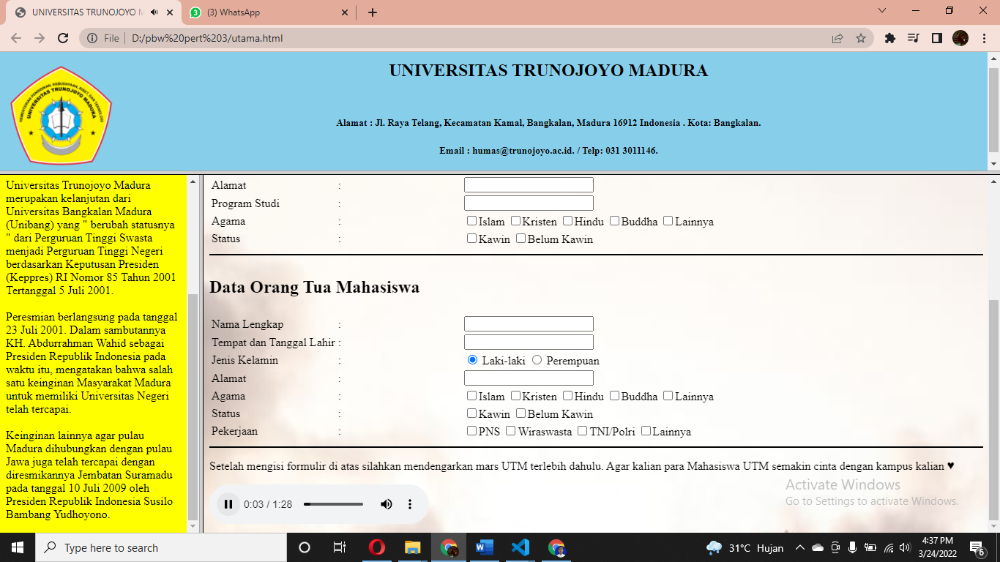 UNIVERSITAS TRUNOJOYO M
(3) WhatsApp
File D:/pbw%20pert%203/utama.html
UNIVERSITAS TRUNOJOYO MADURA
Alamat : Jl. Raya Telang, Kecamatan Kamal, Bangkalan, Madura 16912 Indonesia . Kota: Bangkalan.
Email : humas@trunojoyo.ac.id. / Telp: 031 3011146.
UNIVERSITAS TRUNOJOYO MADURA
Universitas Trunojoyo Madura
merupakan kelanjutan dari
Universitas Bangkalan Madura
(Unibang) yang " berubah statusnya
" dari Perguruan Tinggi Swasta
menjadi Perguruan Tinggi Negeri
berdasarkan Keputusan Presiden
(Keppres) RI Nomor 85 Tahun 2001
Tertanggal 5 Juli 2001.
Peresmian berlangsung pada tanggal
23 Juli 2001. Dalam sambutannya
KH. Abdurrahman Wahid sebagai
Presiden Republik Indonesia pada
waktu itu, mengatakan bahwa salah
satu keinginan Masyarakat Madura
untuk memiliki Universitas Negeri
telah tercapai.
Keinginan lainnya agar pulau
Madura dihubungkan dengan pulau
Jawa juga telah tercapai dengan
diresmikannya Jembatan Suramadu
pada tanggal 10 Juli 2009 oleh
Presiden Republik Indonesia Susilo
Bambang Yudhoyono.
Alamat :
Program Studi :
Agama : Islam Kristen Hindu Buddha Lainnya
Status : Kawin Belum Kawin
Data Orang Tua Mahasiswa
Nama Lengkap :
Tempat dan Tanggal Lahir :
Jenis Kelamin : Laki-laki Perempuan
Alamat :
Agama : Islam Kristen Hindu Buddha Lainnya
Status : Kawin Belum Kawin
Pekerjaan : PNS Wiraswasta TNI/Polri Lainnya
Setelah mengisi formulir di atas silahkan mendengarkan mars UTM terlebih dahulu. Agar kalian para Mahasiswa UTM semakin cinta dengan kampus kalian ♥
0:03 / 1:28
Activate Windows
Go to Settings to activate Windows.
Type here to search
31°C Hujan
4:37 PM
3/24/2022
6